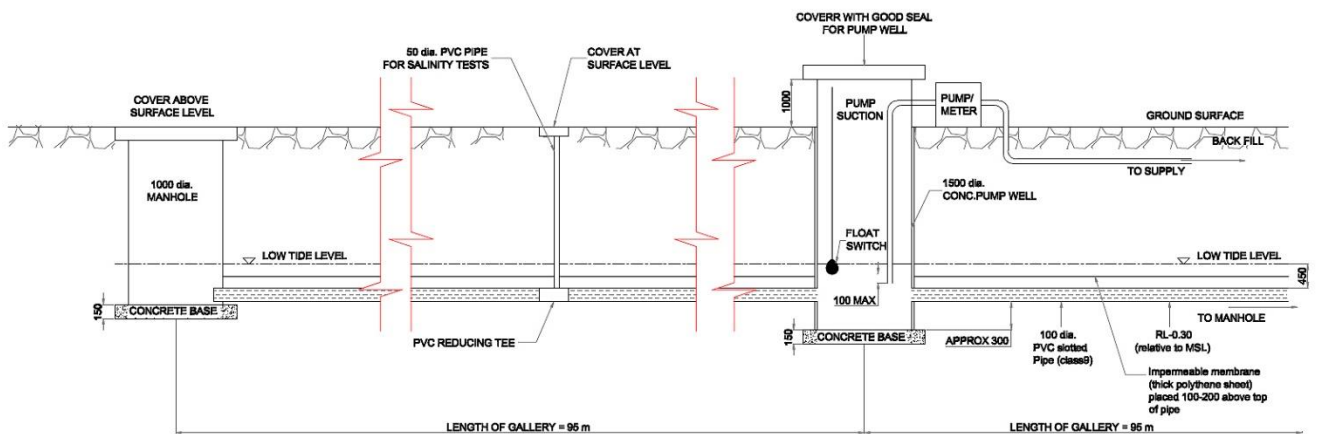 COVERR WITH GOOD SEAL
FOR PUMP WELL
50 dia. PVC PIPE
FOR SALINITY TESTS
COVER AT
SURFACE LEVEL
COVER ABOVE
SURFACE LEVEL
1000
PUMP
SUCTION
PUMP/
METER
GROUND SURFACE
BACK FILL
TO SUPPLY
1000 dia.
MANHOLE
1500 dia.
CONC.PUMP WELL
FLOAT
SWITCH
LOW TIDE LEVEL
LOW TIDE LEVEL
450
100 MAX
150
CONCRETE BASE
TO MANHOLE
PVC REDUCING TEE
150
CONCRETE BASE
APPROX 300
100 dia.
PVC slotted
Pipe (class9)
RL-0.30
(relative to MSL)
Impermeable membrane
(thick polythene sheet)
placed 100-200 above top
of pipe
LENGTH OF GALLERY = 95 m
LENGTH OF GALLERY = 95 m